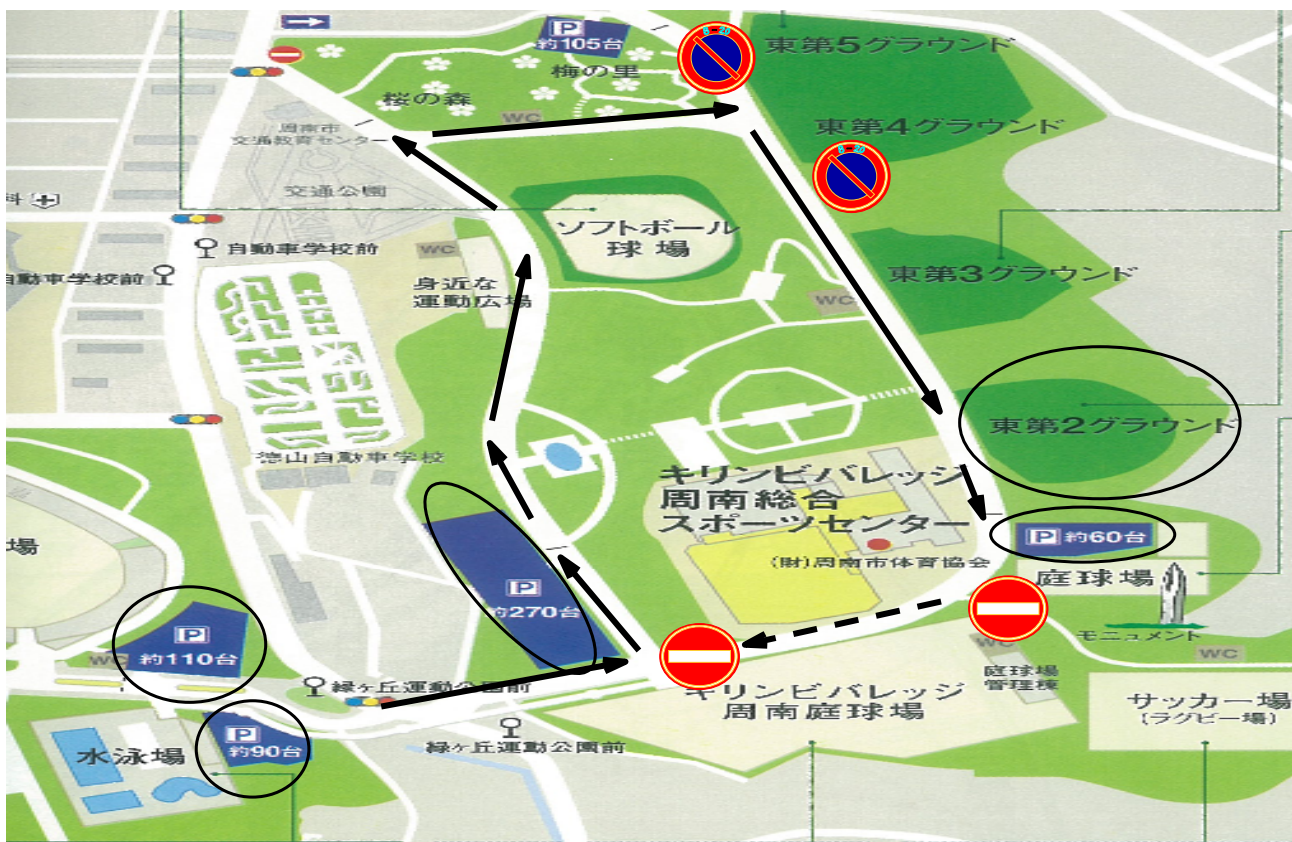 P
約105台
8-20
東第5グラウンド
梅の里
桜の森
WC
周南市
交通教育センター
東第4グラウンド
8-20
交通公園
科
ソフトボール
球場
自動車学校前
WC
自動車学校前
身近な
運動広場
東第3グラウンド
WC
東第2グラウンド
徳山自動車学校
キリンビバレッジ
周南総合
スポーツセンター
(財)周南市体育協会
P 約60台
庭球場
場
P
約270台
P
約110台
WC
モニュメント
WC
WC
庭球場
管理棟
緑ヶ丘運動公園前
キリンビバレッジ
周南庭球場
サッカー場
(ラグビー場)
P
約90台
水泳場
緑ヶ丘運動公園前